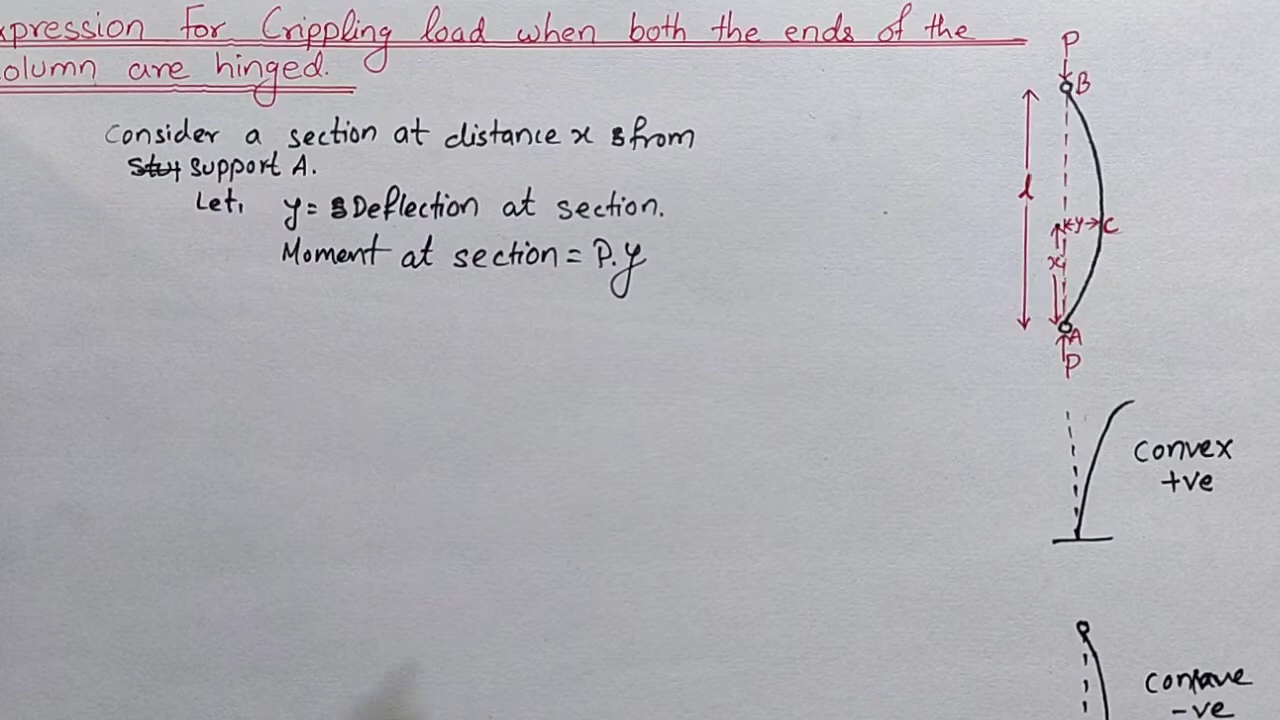 xpression for Crippling load when both the ends of the
olumn are hinged.
Consider a section at distance x from
support A.
Let, y = Deflection at section.
Moment at section = P.y
P
B
l
y
C
x
A
P
Convex
+ve
Concave
-ve